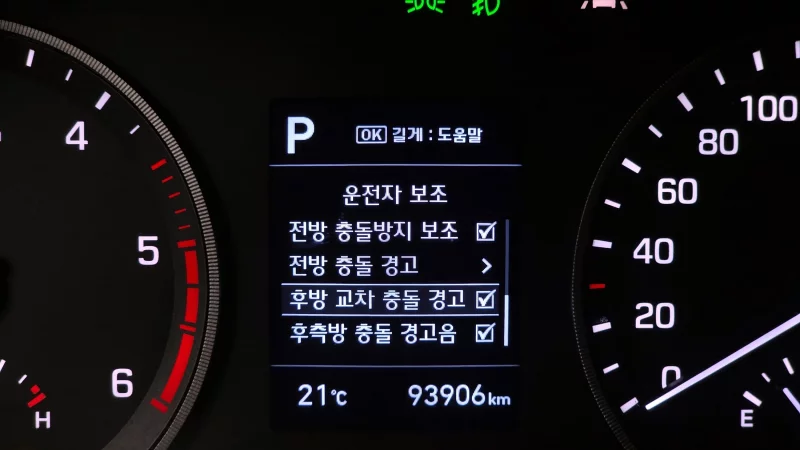 P
OK 길게 : 도움말
운전자 보조
전방 충돌방지 보조
전방 충돌 경고
후방 교차 충돌 경고
후측방 충돌 경고음
21℃ 93906km
4
5
6
H
100
80
60
40
20
0
E